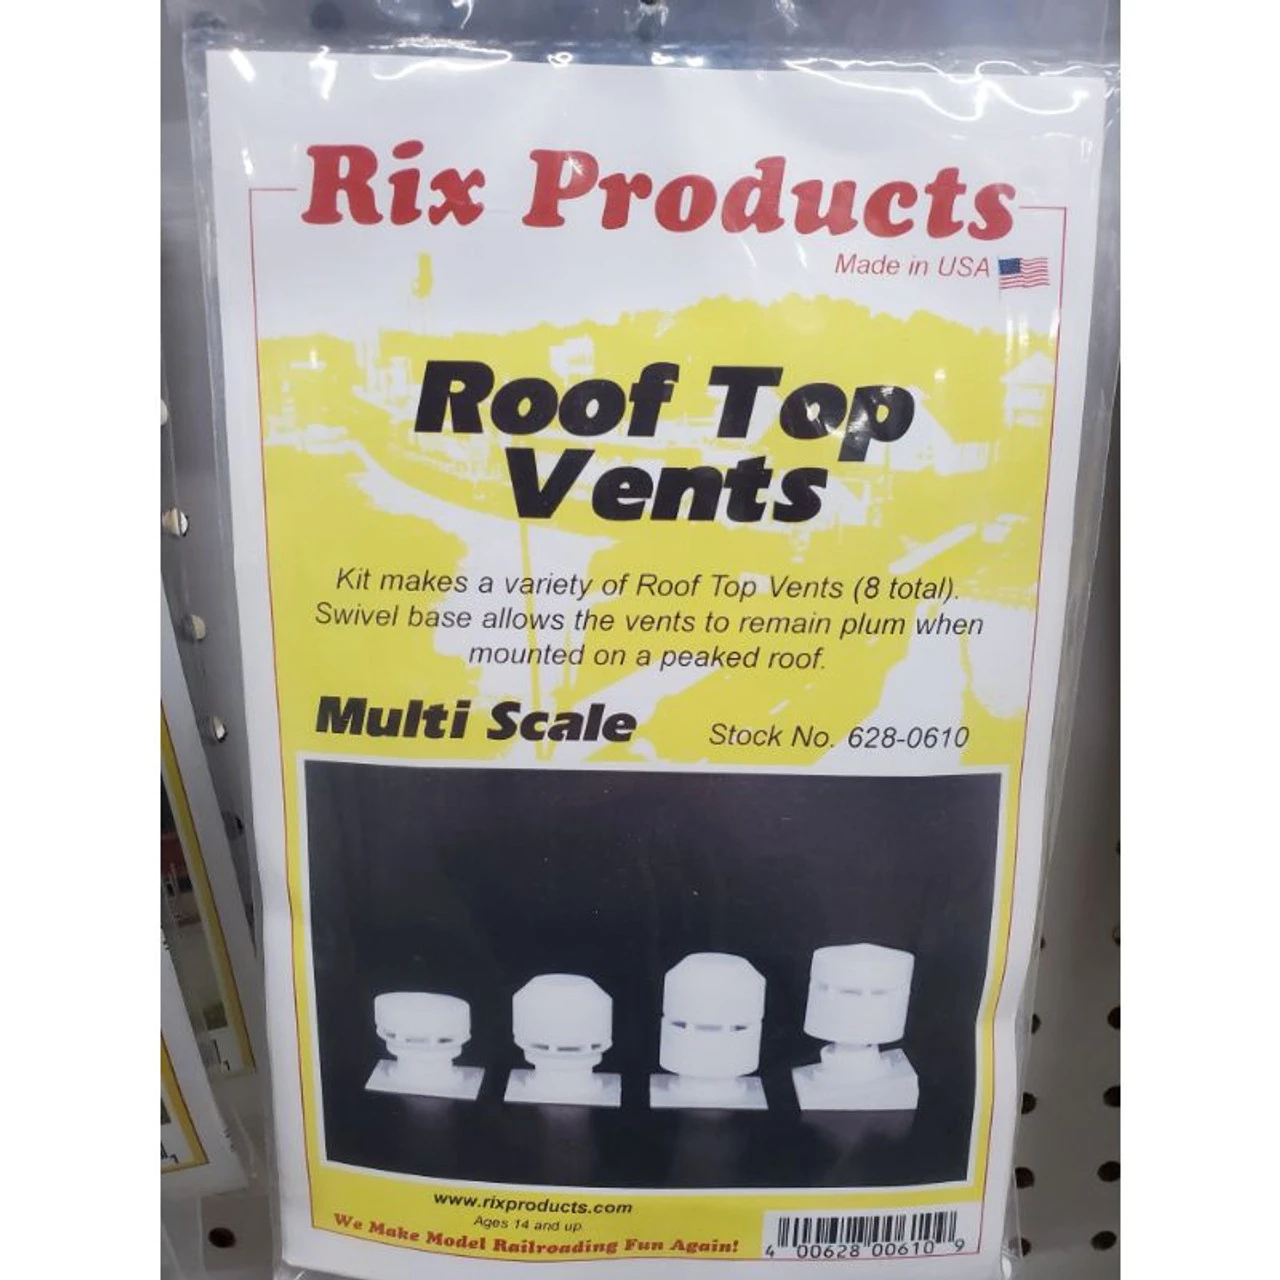 Rix Products
Made in USA
Roof Top
Vents
Kit makes a variety of Roof Top Vents (8 total).
Swivel base allows the vents to remain plum when
mounted on a peaked roof.
Multi Scale
Stock No. 628-0610
www.rixproducts.com
Ages 14 and up
We Make Model Railroading Fun Again!
4 00628 00610 9